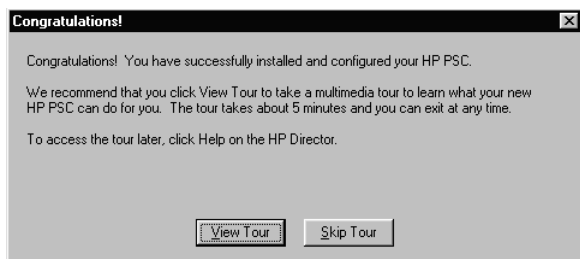 Congratulations!
Congratulations! You have successfully installed and configured your HP PSC.
We recommend that you click View Tour to take a multimedia tour to learn what your new
HP PSC can do for you. The tour takes about 5 minutes and you can exit at any time.
To access the tour later, click Help on the HP Director.
View Tour
Skip Tour